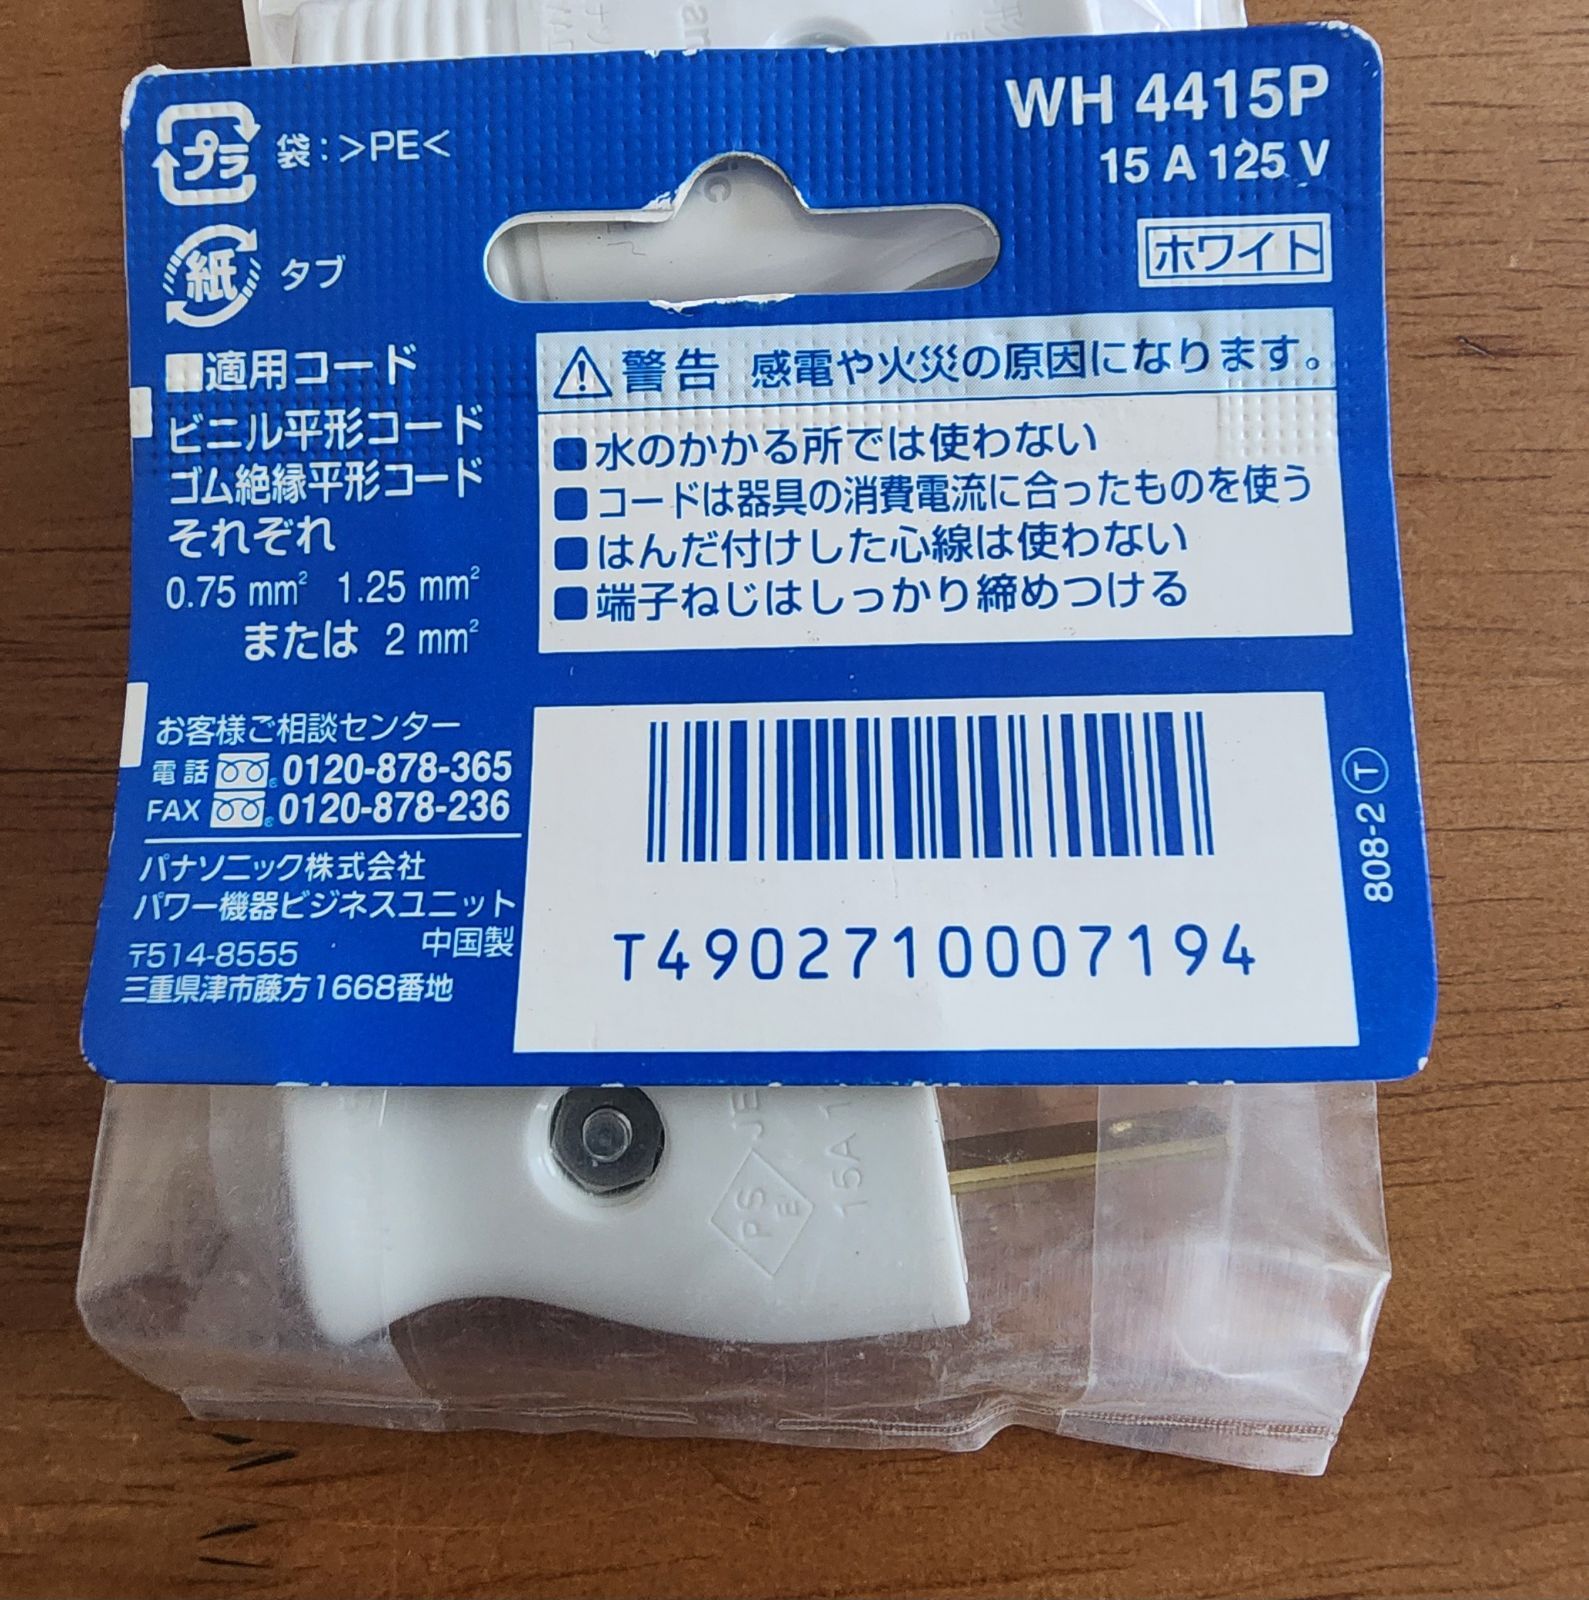 WH 4415P
15 A 125 V
ホワイト
プラ
袋：>PE<
紙
タブ
■適用コード
ビニル平形コード
ゴム絶縁平形コード
それぞれ
0.75 mm² 1.25 mm²
または 2 mm²
⚠警告 感電や火災の原因になります。
■水のかかる所では使わない
■コードは器具の消費電流に合ったものを使う
■はんだ付けした心線は使わない
■端子ねじはしっかり締めつける
お客様ご相談センター
電話 0120-878-365
FAX 0120-878-236
パナソニック株式会社
パワー機器ビジネスユニット
中国製
〒514-8555
三重県津市藤方1668番地
T4902710007194
808-2 Ⓣ
PS
E
15A